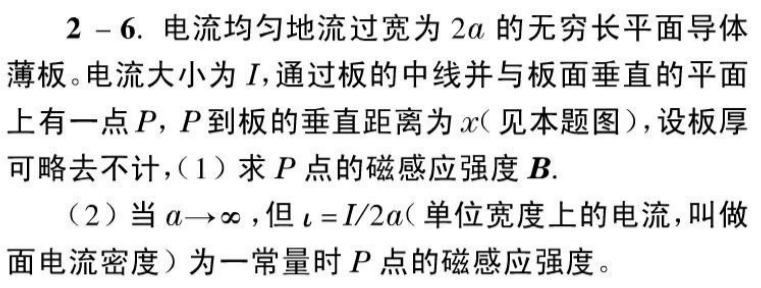 2－6. 电流均匀地流过宽为 2a 的无穷长平面导体
薄板。电流大小为 I,通过板的中线并与板面垂直的平面
上有一点 P, P 到板的垂直距离为 x(见本题图),设板厚
可略去不计,(1)求 P 点的磁感应强度 B.
(2)当 a→∞,但 ι=I/2a(单位宽度上的电流,叫做
面电流密度)为一常量时 P 点的磁感应强度。